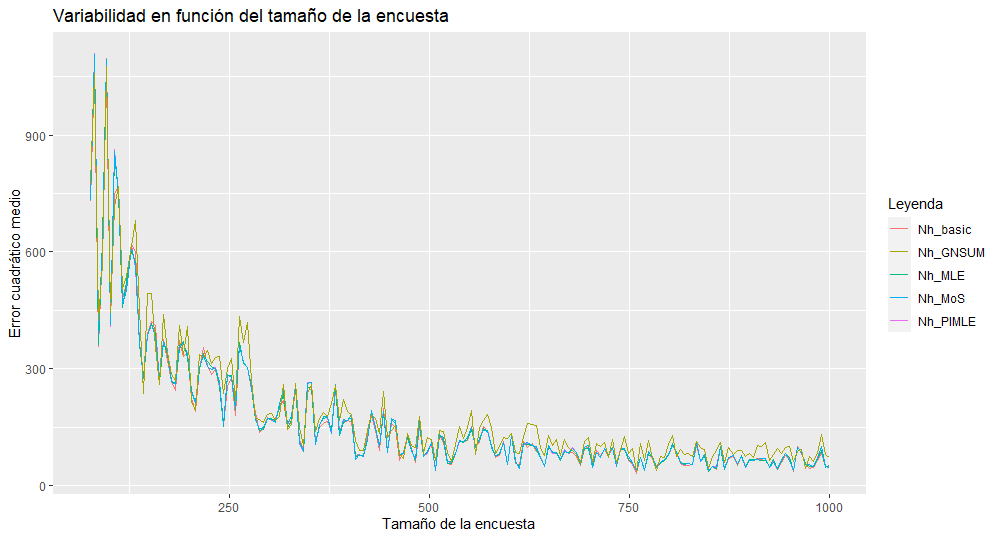 Variabilidad en función del tamaño de la encuesta
Error cuadrático medio
900
600
300
0
250
500
750
1000
Tamaño de la encuesta
Leyenda
Nh_basic
Nh_GNSUM
Nh_MLE
Nh_MoS
Nh_PIMLE